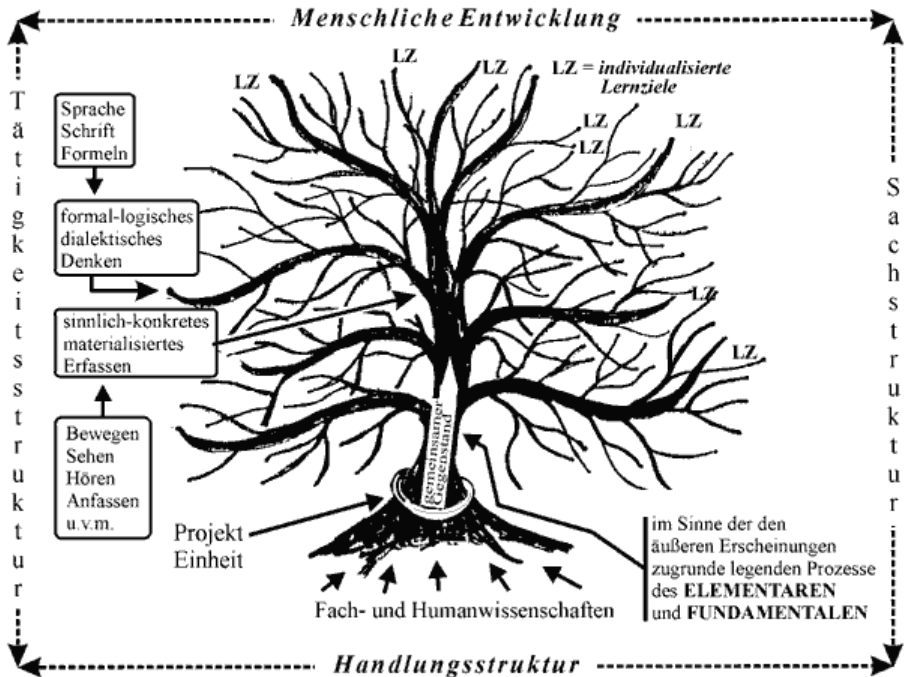 Menschliche Entwicklung
Tätigkeitsstruktur
Sachstruktur
LZ
LZ
LZ
LZ = individualisierte
Lernziele
LZ
LZ
LZ
LZ
LZ
Sprache
Schrift
Formeln
formal-logisches
dialektisches
Denken
sinnlich-konkretes
materialisiertes
Erfassen
Bewegen
Sehen
Hören
Anfassen
u.v.m.
gemeinsamer
Gegenstand
Projekt
Einheit
im Sinne der den
äußeren Erscheinungen
zugrunde legenden Prozesse
des ELEMENTAREN
und FUNDAMENTALEN
Fach- und Humanwissenschaften
Handlungsstruktur